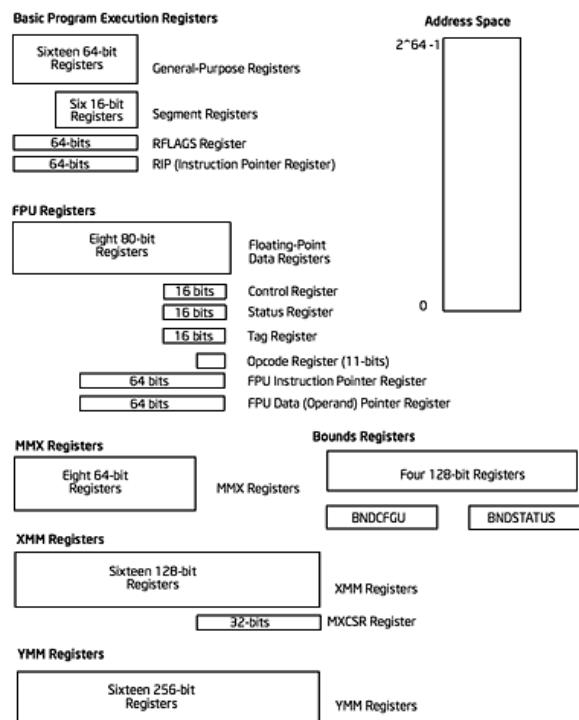 Basic Program Execution Registers
Address Space
2^64 -1
Sixteen 64-bit
Registers
General-Purpose Registers
Six 16-bit
Registers
Segment Registers
64-bits
RFLAGS Register
64-bits
RIP (Instruction Pointer Register)
FPU Registers
Eight 80-bit
Registers
Floating-Point
Data Registers
0
16 bits
Control Register
16 bits
Status Register
16 bits
Tag Register
Opcode Register (11-bits)
64 bits
FPU Instruction Pointer Register
64 bits
FPU Data (Operand) Pointer Register
Bounds Registers
MMX Registers
Eight 64-bit
Registers
MMX Registers
Four 128-bit Registers
BNDCFGU
BNDSTATUS
XMM Registers
Sixteen 128-bit
Registers
XMM Registers
32-bits
MXCSR Register
YMM Registers
Sixteen 256-bit
Registers
YMM Registers